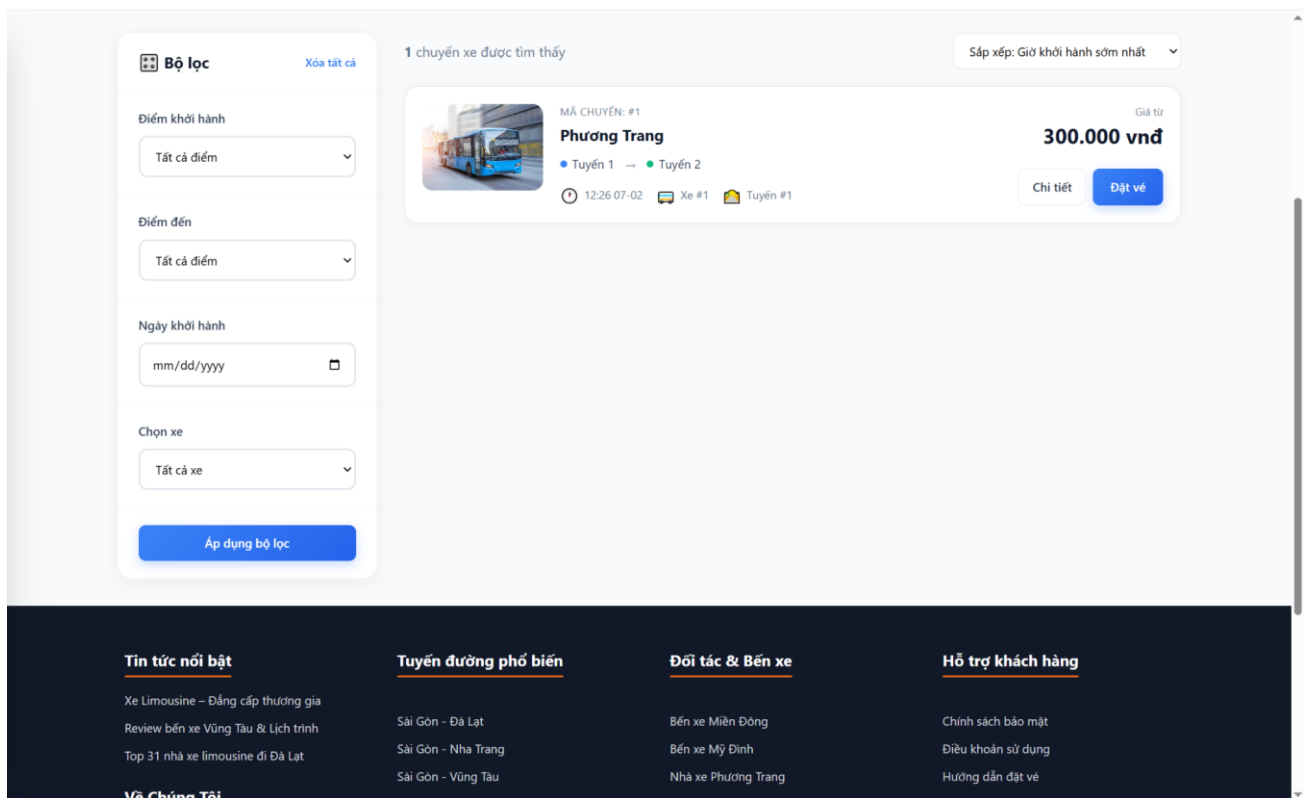 Bộ lọc
Xóa tất cả
Điểm khởi hành
Tất cả điểm
Điểm đến
Tất cả điểm
Ngày khởi hành
mm/dd/yyyy
Chọn xe
Tất cả xe
Áp dụng bộ lọc
1 chuyến xe được tìm thấy
Sắp xếp: Giờ khởi hành sớm nhất
MÃ CHUYẾN: #1
Phương Trang
Tuyến 1 → Tuyến 2
12:26 07-02 Xe #1 Tuyến #1
Giá từ
300.000 vnđ
Chi tiết
Đặt vé
Tin tức nổi bật
Xe Limousine – Đẳng cấp thương gia
Review bến xe Vũng Tàu & Lịch trình
Top 31 nhà xe limousine đi Đà Lạt
Về Chúng Tôi
Tuyến đường phổ biến
Sài Gòn - Đà Lạt
Sài Gòn - Nha Trang
Sài Gòn - Vũng Tàu
Đối tác & Bến xe
Bến xe Miền Đông
Bến xe Mỹ Đình
Nhà xe Phương Trang
Hỗ trợ khách hàng
Chính sách bảo mật
Điều khoản sử dụng
Hướng dẫn đặt vé